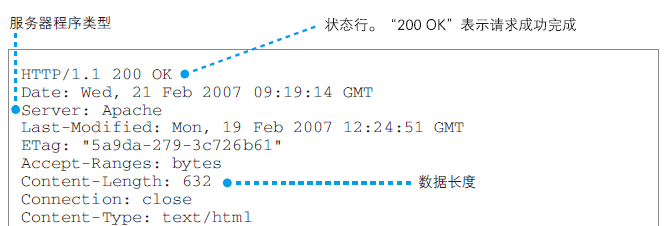 服务器程序类型
状态行。“200 OK”表示请求成功完成
HTTP/1.1 200 OK
Date: Wed, 21 Feb 2007 09:19:14 GMT
Server: Apache
Last-Modified: Mon, 19 Feb 2007 12:24:51 GMT
ETag: "5a9da-279-3c726b61"
Accept-Ranges: bytes
Content-Length: 632
数据长度
Connection: close
Content-Type: text/html